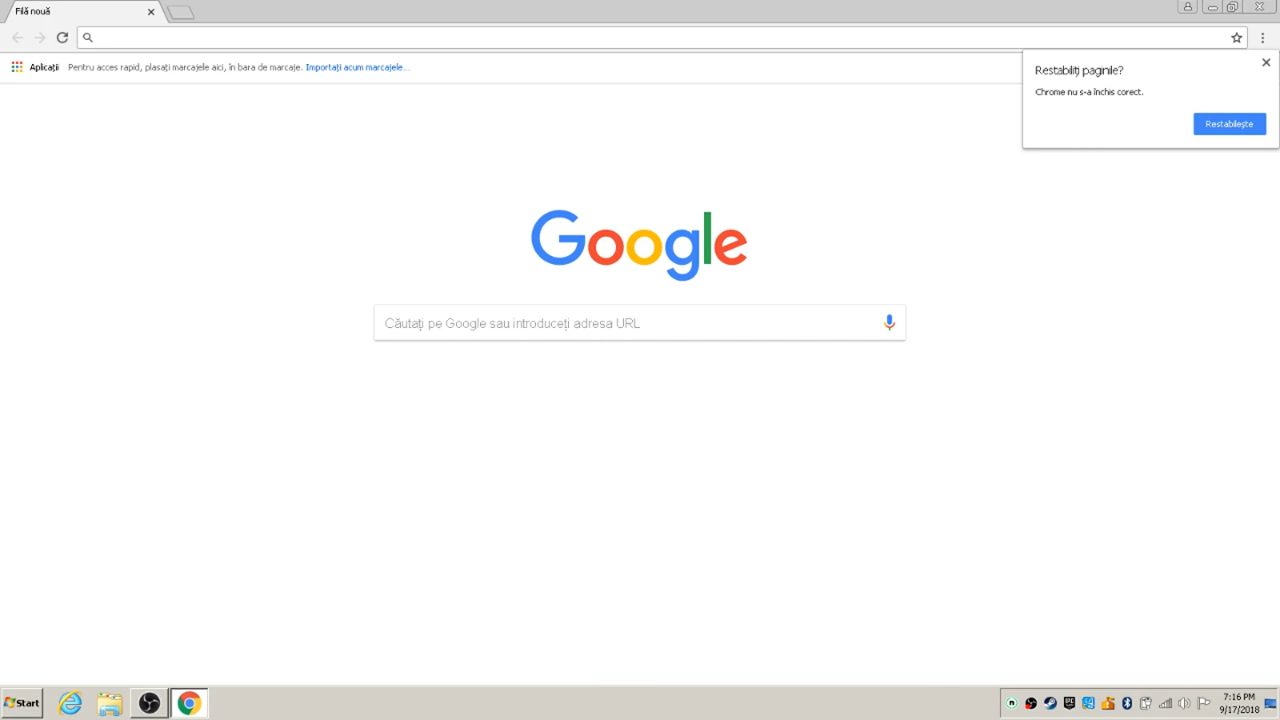 Filă nouă
Aplicații Pentru acces rapid, plasați marcajele aici, în bara de marcaje. Importați acum marcajele...
Restabiliți paginile?
Chrome nu s-a închis corect.
Restabilește
Google
Căutați pe Google sau introduceți adresa URL
Start
7:16 PM
9/17/2018